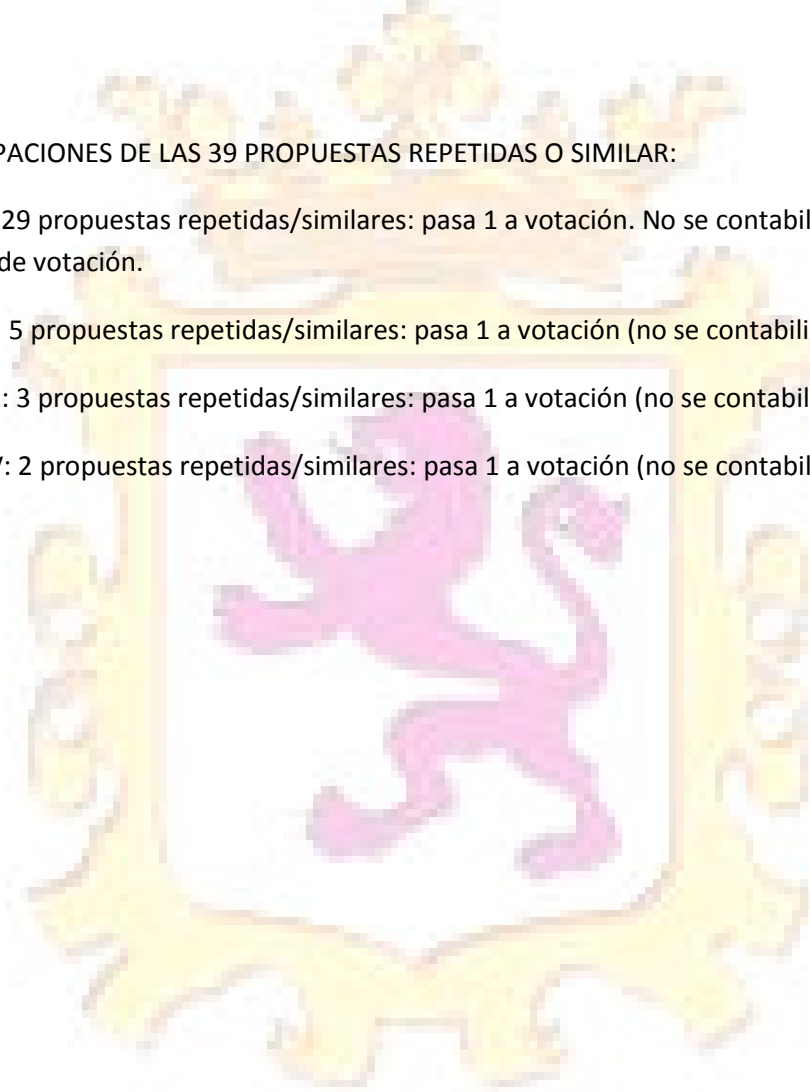 PACIONES DE LAS 39 PROPUESTAS REPETIDAS O SIMILAR:
29 propuestas repetidas/similares: pasa 1 a votación. No se contabil
de votación.
5 propuestas repetidas/similares: pasa 1 a votación (no se contabili
: 3 propuestas repetidas/similares: pasa 1 a votación (no se contabil
: 2 propuestas repetidas/similares: pasa 1 a votación (no se contabil